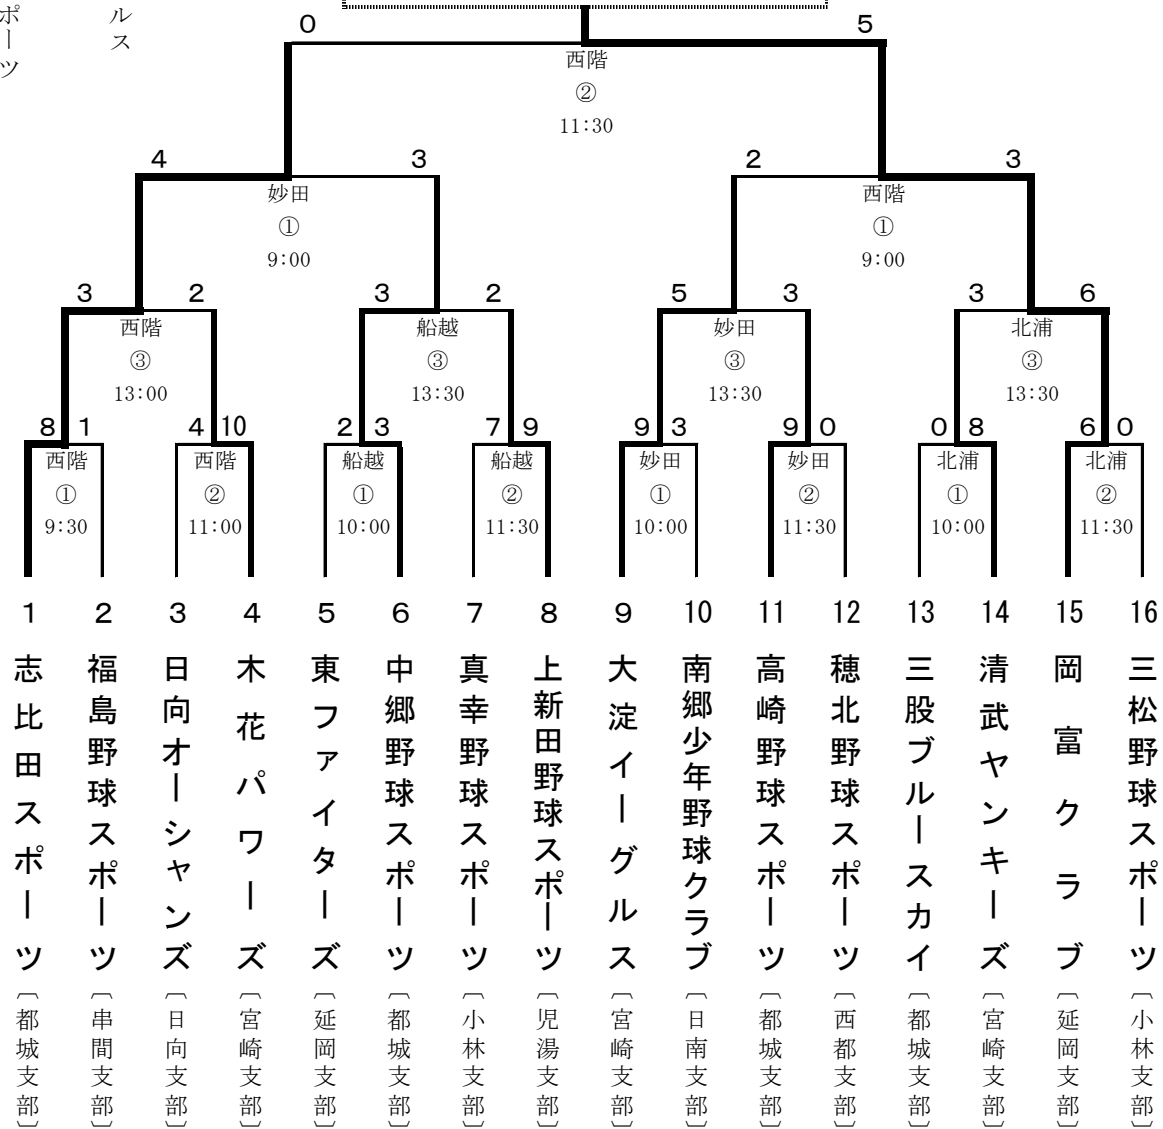 ポーツ
ルス
0 5
西階
②
11:30
4 3 2 3
妙田 西階
① ①
9:00 9:00
3 2 3 2 5 3 3 6
西階 船越 妙田 北浦
③ ③ ③ ③
13:00 13:30 13:30 13:30
8 1 4 10 2 3 7 9 9 3 9 0 0 8 6 0
西階 西階 船越 船越 妙田 妙田 北浦 北浦
① ② ① ② ① ② ① ②
9:30 11:00 10:00 11:30 10:00 11:30 10:00 11:30
1 2 3 4 5 6 7 8 9 10 11 12 13 14 15 16
志比田スポーツ
福島野球スポーツ
日向オーシャンズ
木花パワーズ
東ファイターズ
中郷野球スポーツ
真幸野球スポーツ
上新田野球スポーツ
大淀イーグルス
南郷少年野球クラブ
高崎野球スポーツ
穂北野球スポーツ
三股ブルースカイ
清武ヤンキーズ
岡富クラブ
三松野球スポーツ
〔都城支部〕
〔串間支部〕
〔日向支部〕
〔宮崎支部〕
〔延岡支部〕
〔都城支部〕
〔小林支部〕
〔児湯支部〕
〔宮崎支部〕
〔日南支部〕
〔都城支部〕
〔西都支部〕
〔都城支部〕
〔宮崎支部〕
〔延岡支部〕
〔小林支部〕